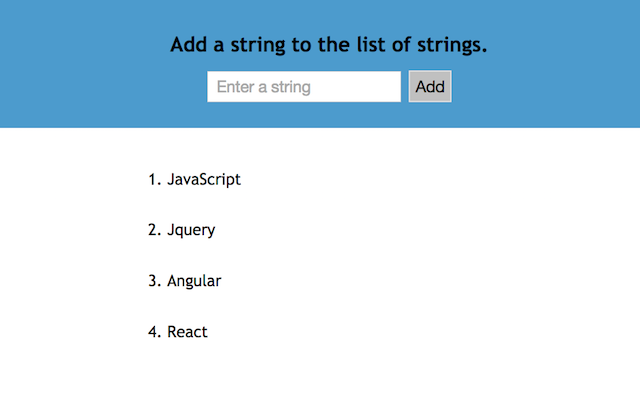 Add a string to the list of strings.
Enter a string Add
1. JavaScript
2. Jquery
3. Angular
4. React